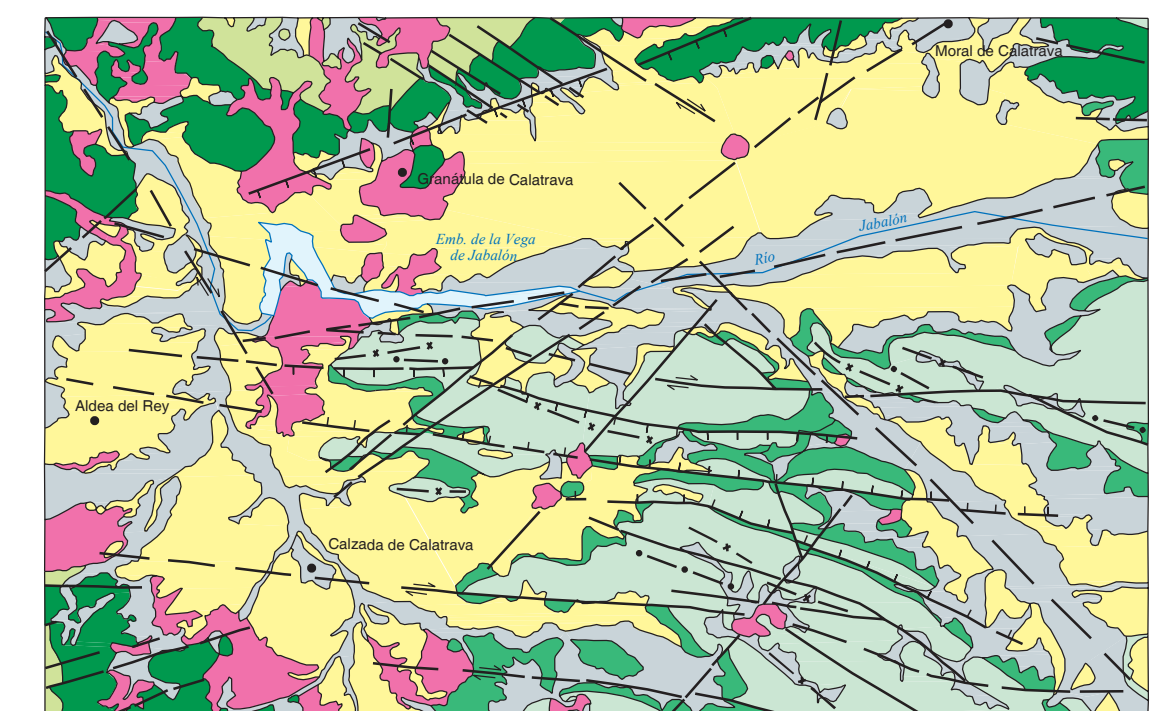 Moral de Calatrava
Granátula de Calatrava
Jabalón
Emb. de la Vega
de Jabalón
Río
Aldea del Rey
Calzada de Calatrava